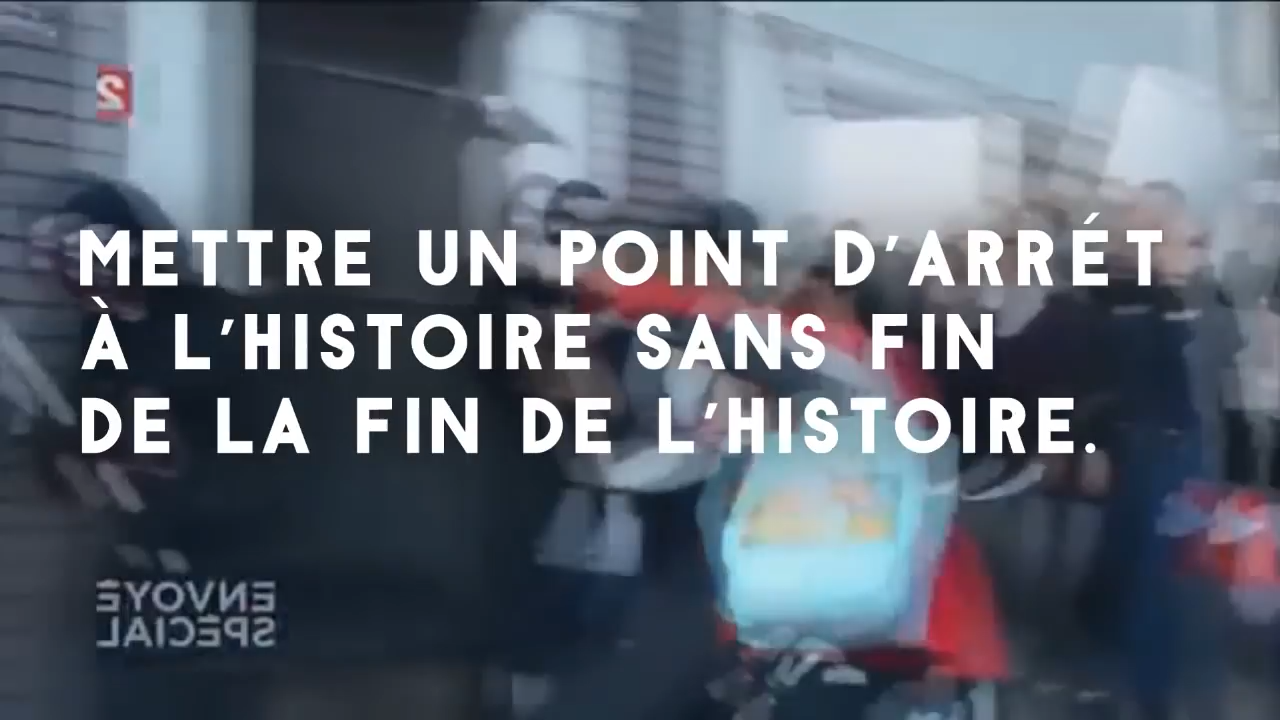 2
METTRE UN POINT D’ARRÉT
À L’HISTOIRE SANS FIN
DE LA FIN DE L’HISTOIRE.
ENVOYÉ
SPÉCIAL